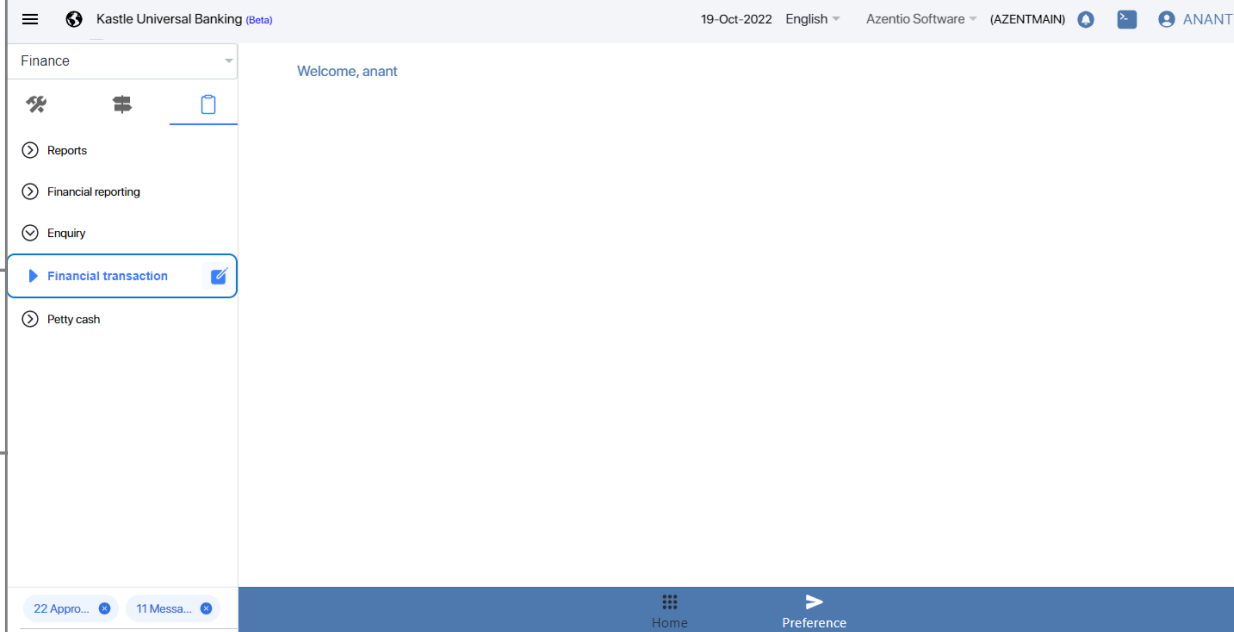 Kastle Universal Banking (Beta)
19-Oct-2022 English Azentio Software (AZENTMAIN) ANANT
Finance
Welcome, anant
Reports
Financial reporting
Enquiry
Financial transaction
Petty cash
22 Appro... 11 Messa...
Home Preference